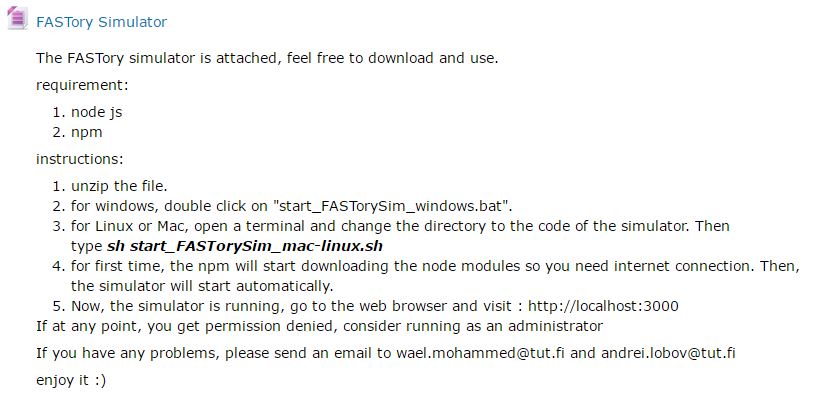 FASTory Simulator
The FASTory simulator is attached, feel free to download and use.
requirement:
1. node js
2. npm
instructions:
1. unzip the file.
2. for windows, double click on "start_FASTorySim_windows.bat".
3. for Linux or Mac, open a terminal and change the directory to the code of the simulator. Then
type sh start_FASTorySim_mac-linux.sh
4. for first time, the npm will start downloading the node modules so you need internet connection. Then,
the simulator will start automatically.
5. Now, the simulator is running, go to the web browser and visit : http://localhost:3000
If at any point, you get permission denied, consider running as an administrator
If you have any problems, please send an email to wael.mohammed@tut.fi and andrei.lobov@tut.fi
enjoy it :)